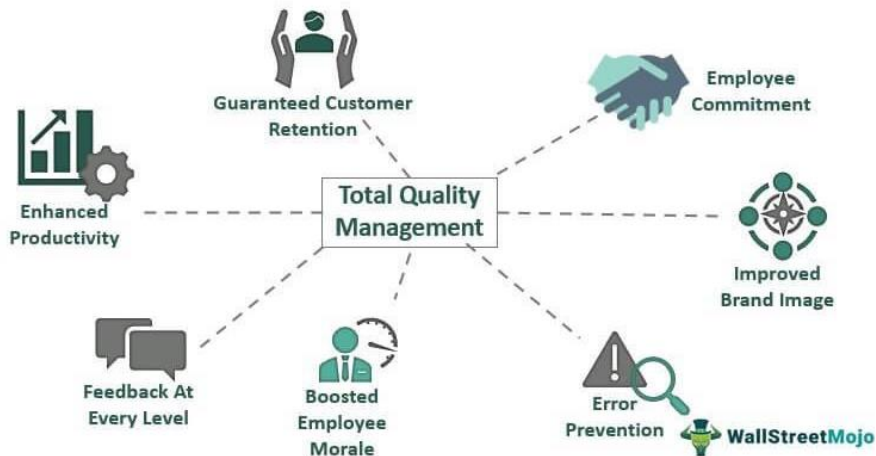 Guaranteed Customer
Retention
Employee
Commitment
Total Quality
Management
Enhanced
Productivity
Improved
Brand Image
Feedback At
Every Level
Boosted
Employee
Morale
Error
Prevention
WallStreetMojo